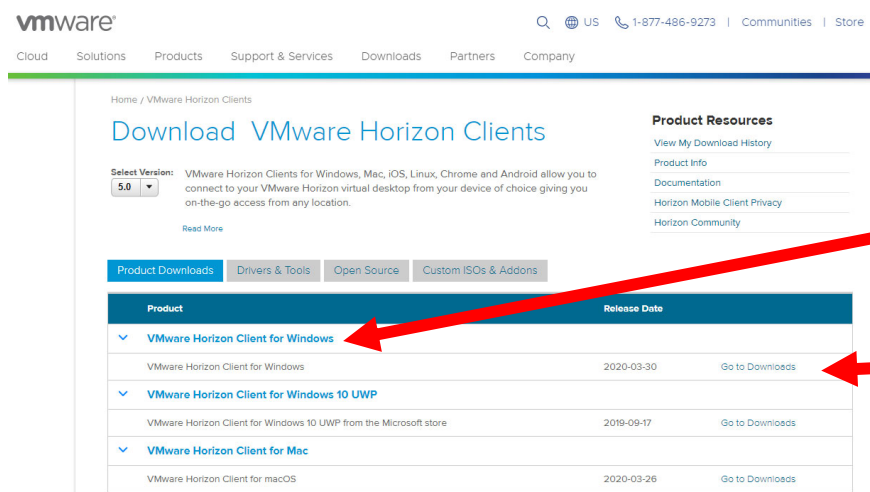 vmware®
US 1-877-486-9273 | Communities | Store
Cloud Solutions Products Support & Services Downloads Partners Company
Home / VMware Horizon Clients
Download VMware Horizon Clients
Select Version:
5.0
VMware Horizon Clients for Windows, Mac, iOS, Linux, Chrome and Android allow you to
connect to your VMware Horizon virtual desktop from your device of choice giving you
on-the-go access from any location.
Read More
Product Resources
View My Download History
Product Info
Documentation
Horizon Mobile Client Privacy
Horizon Community
Product Downloads Drivers & Tools Open Source Custom ISOs & Addons
Product Release Date
VMware Horizon Client for Windows
VMware Horizon Client for Windows 2020-03-30 Go to Downloads
VMware Horizon Client for Windows 10 UWP
VMware Horizon Client for Windows 10 UWP from the Microsoft store 2019-09-17 Go to Downloads
VMware Horizon Client for Mac
VMware Horizon Client for macOS 2020-03-26 Go to Downloads